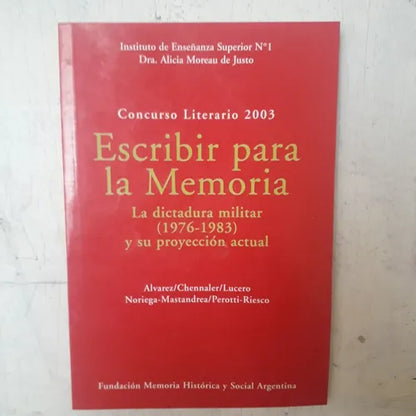 Instituto de Enseñanza Superior Nº1
Dra. Alicia Moreau de Justo
Concurso Literario 2003
Escribir para
la Memoria
La dictadura militar
(1976-1983)
y su proyección actual
Alvarez/Chennaler/Lucero
Noriega-Mastandrea/Perotti-Riesco
Fundación Memoria Histórica y Social Argentina